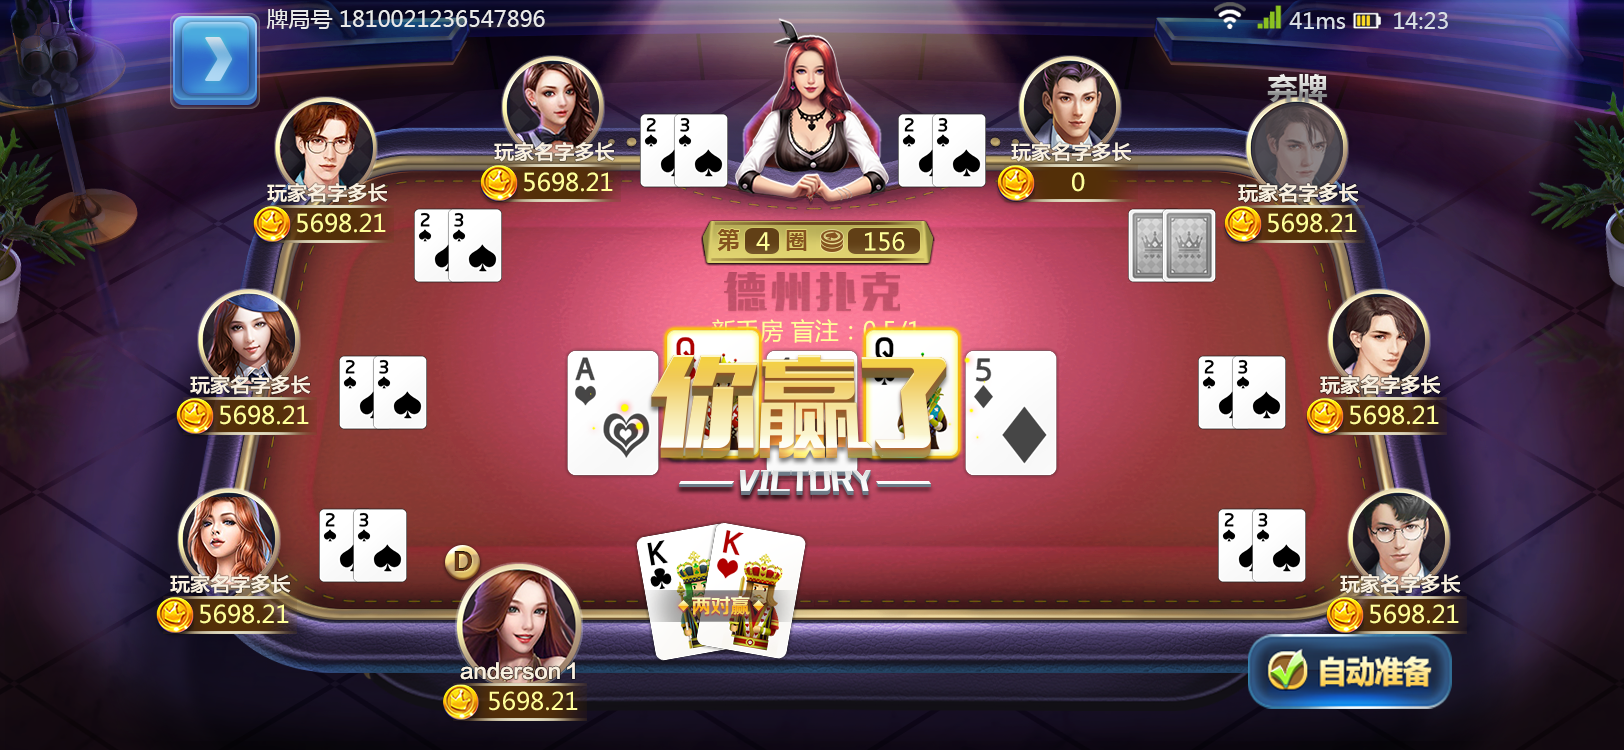 牌局号 1810021236547896
41ms 14:23
弃牌
玩家名字多长
5698.21
玩家名字多长
5698.21
2 3
2 3
玩家名字多长
0
玩家名字多长
5698.21
2 3
第 4 圈 156
德州扑克
新手房 盲注：0.5/1
玩家名字多长
5698.21
2 3
A Q Q 5
你赢了
VICTORY
2 3
玩家名字多长
5698.21
玩家名字多长
5698.21
2 3
D
K K
两对赢
2 3
玩家名字多长
5698.21
anderson 1
5698.21
自动准备